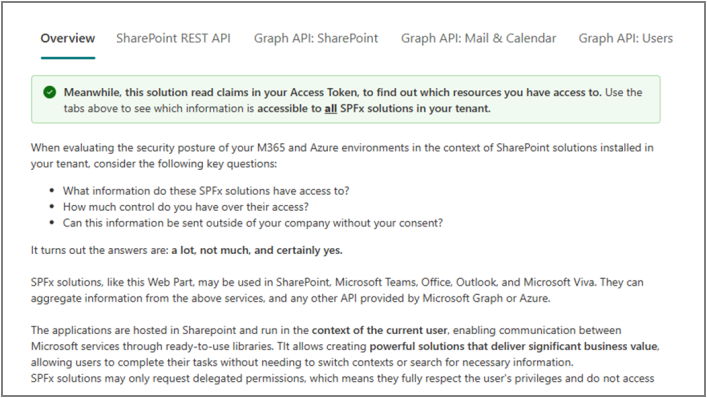 Overview SharePoint REST API Graph API: SharePoint Graph API: Mail & Calendar Graph API: Users
Meanwhile, this solution read claims in your Access Token, to find out which resources you have access to. Use the
tabs above to see which information is accessible to all SPFx solutions in your tenant.
When evaluating the security posture of your M365 and Azure environments in the context of SharePoint solutions installed in
your tenant, consider the following key questions:
• What information do these SPFx solutions have access to?
• How much control do you have over their access?
• Can this information be sent outside of your company without your consent?
It turns out the answers are: a lot, not much, and certainly yes.
SPFx solutions, like this Web Part, may be used in SharePoint, Microsoft Teams, Office, Outlook, and Microsoft Viva. They can
aggregate information from the above services, and any other API provided by Microsoft Graph or Azure.
The applications are hosted in Sharepoint and run in the context of the current user, enabling communication between
Microsoft services through ready-to-use libraries. TIt allows creating powerful solutions that deliver significant business value,
allowing users to complete their tasks without needing to switch contexts or search for necessary information.
SPFx solutions may only request delegated permissions, which means they fully respect the user's privileges and do not access